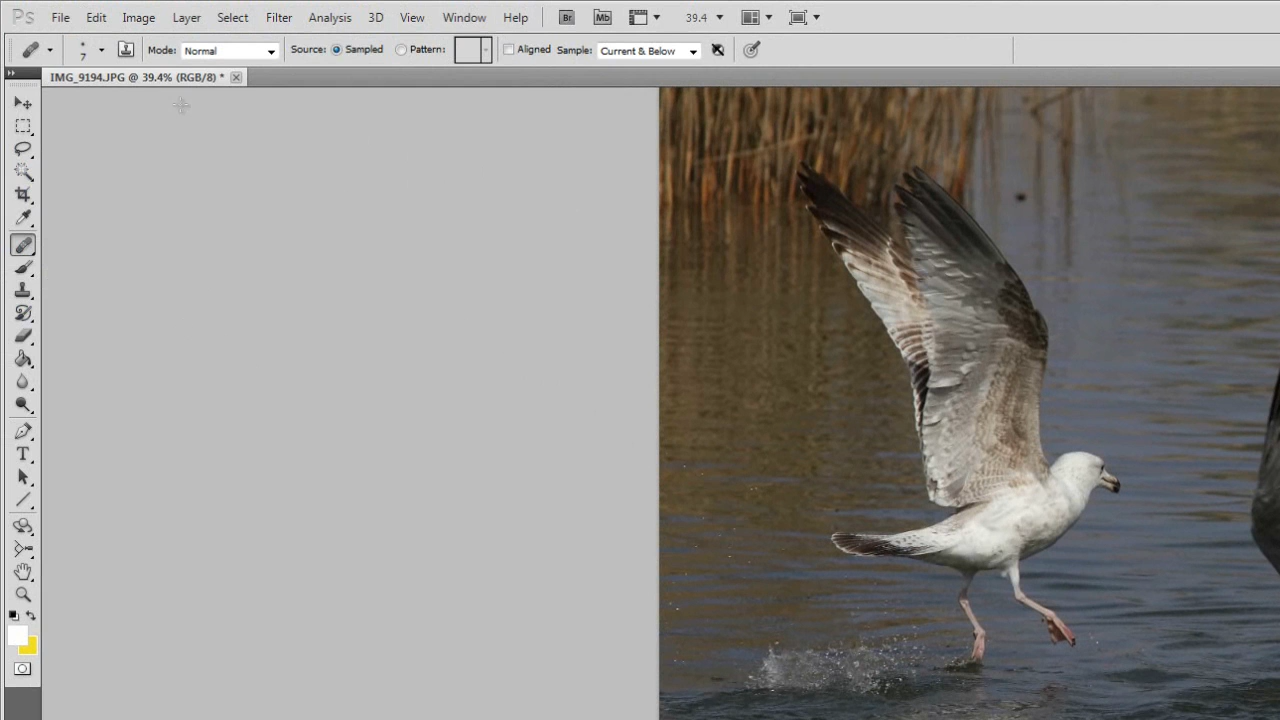 Ps File Edit Image Layer Select Filter Analysis 3D View Window Help Br Mb 39.4
7 Mode: Normal Source: Sampled Pattern: Aligned Sample: Current & Below
IMG_9194.JPG @ 39.4% (RGB/8) *
T